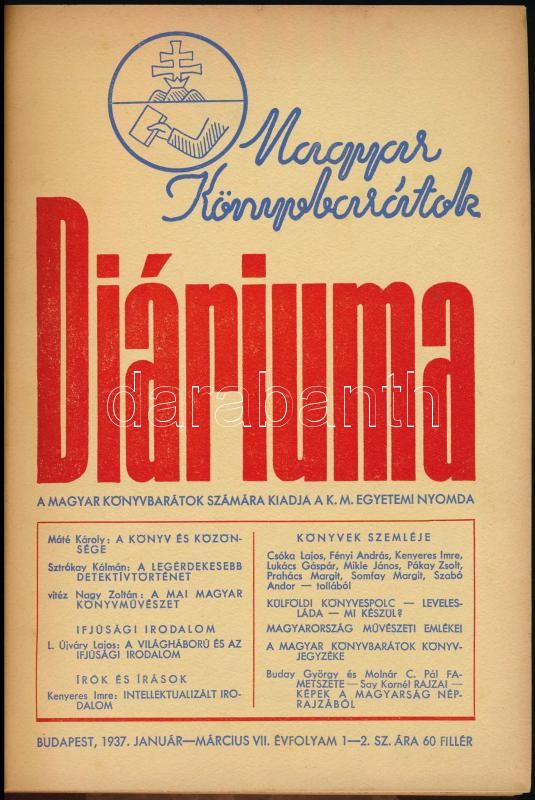 Magyar
Könyvbarátok
Diáriuma
darabanth
A MAGYAR KÖNYVBARÁTOK SZÁMÁRA KIADJA A K. M. EGYETEMI NYOMDA
Máté Károly: A KÖNYV ÉS KÖZÖN-
SÉGE
Sztrókay Kálmán: A LEGÉRDEKESEBB
DETEKTÍVTÖRTÉNET
vitéz Nagy Zoltán: A MAI MAGYAR
KÖNYVMŰVÉSZET
IFJÚSÁGI IRODALOM
L. Ujváry Lajos: A VILÁGHÁBORÚ ÉS AZ
IFJÚSÁGI IRODALOM
ÍRÓK ÉS ÍRÁSOK
Kenyeres Imre: INTELLEKTUALIZÁLT IRO-
DALOM
KÖNYVEK SZEMLÉJE
Csóka Lajos, Fényi András, Kenyeres Imre,
Lukács Gáspár, Mikle János, Pákay Zsolt,
Prahács Margit, Somfay Margit, Szabó
Andor — tollából
KÜLFÖLDI KÖNYVESPOLC — LEVELES-
LÁDA — MI KÉSZÜL?
MAGYARORSZÁG MŰVÉSZETI EMLÉKEI
A MAGYAR KÖNYVBARÁTOK KÖNYV-
JEGYZÉKE
Buday György és Molnár C. Pál FA-
METSZETE — Say Kornél RAJZAI —
KÉPEK A MAGYARSÁG NÉP-
RAJZÁBÓL
BUDAPEST, 1937. JANUÁR—MÁRCIUS VII. ÉVFOLYAM 1—2. SZ. ÁRA 60 FILLÉR